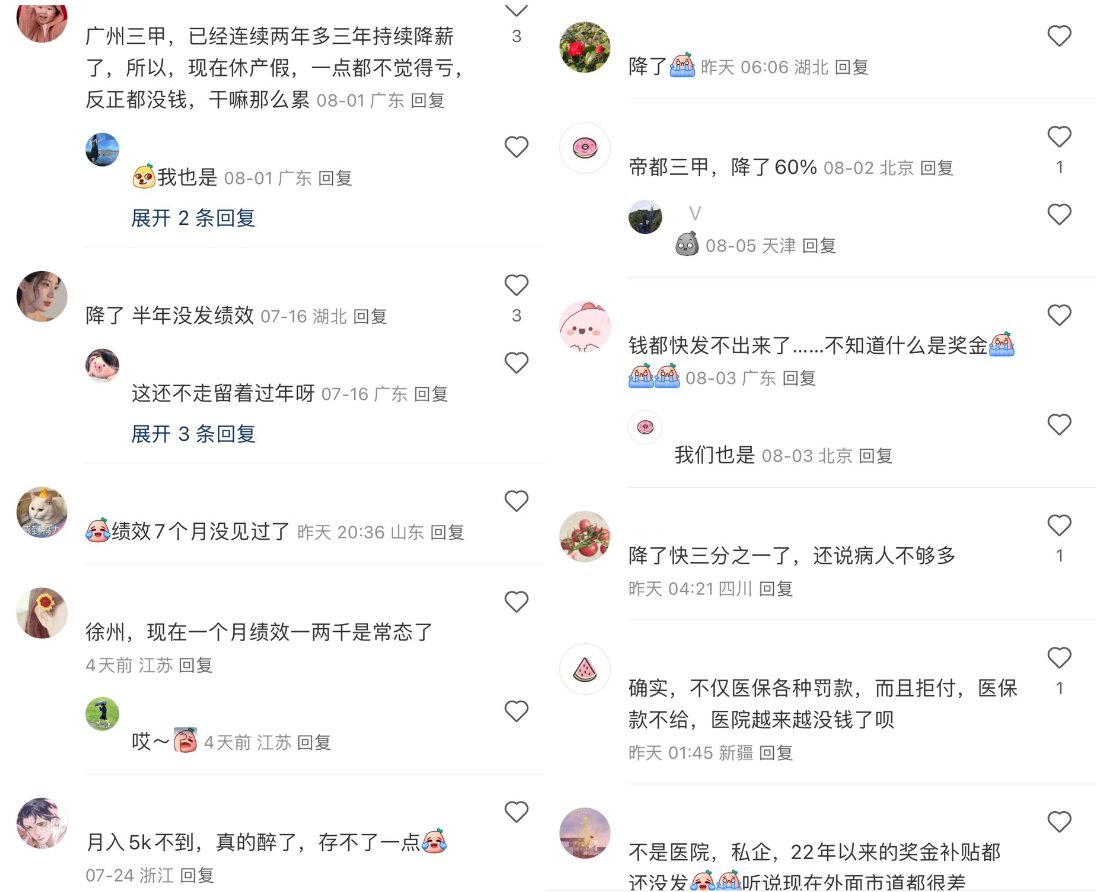 广州三甲，已经连续两年多三年持续降薪
3
了，所以，现在休产假，一点都不觉得亏，
反正都没钱，干嘛那么累 08-01 广东 回复
我也是 08-01 广东 回复
展开 2 条回复
降了 半年没发绩效 07-16 湖北 回复
3
这还不走留着过年呀 07-16 广东 回复
展开 3 条回复
绩效7个月没见过了 昨天 20:36 山东 回复
徐州，现在一个月绩效一两千是常态了
4天前 江苏 回复
哎～ 4天前 江苏 回复
月入5k不到，真的醉了，存不了一点
07-24 浙江 回复
降了 昨天 06:06 湖北 回复
帝都三甲，降了60% 08-02 北京 回复
1
V
08-05 天津 回复
钱都快发不出来了......不知道什么是奖金
08-03 广东 回复
我们也是 08-03 北京 回复
降了快三分之一了，还说病人不够多
1
昨天 04:21 四川 回复
确实，不仅医保各种罚款，而且拒付，医保
1
款不给，医院越来越没钱了呗
昨天 01:45 新疆 回复
不是医院，私企，22年以来的奖金补贴都
还没发 听说现在外面市道都很差